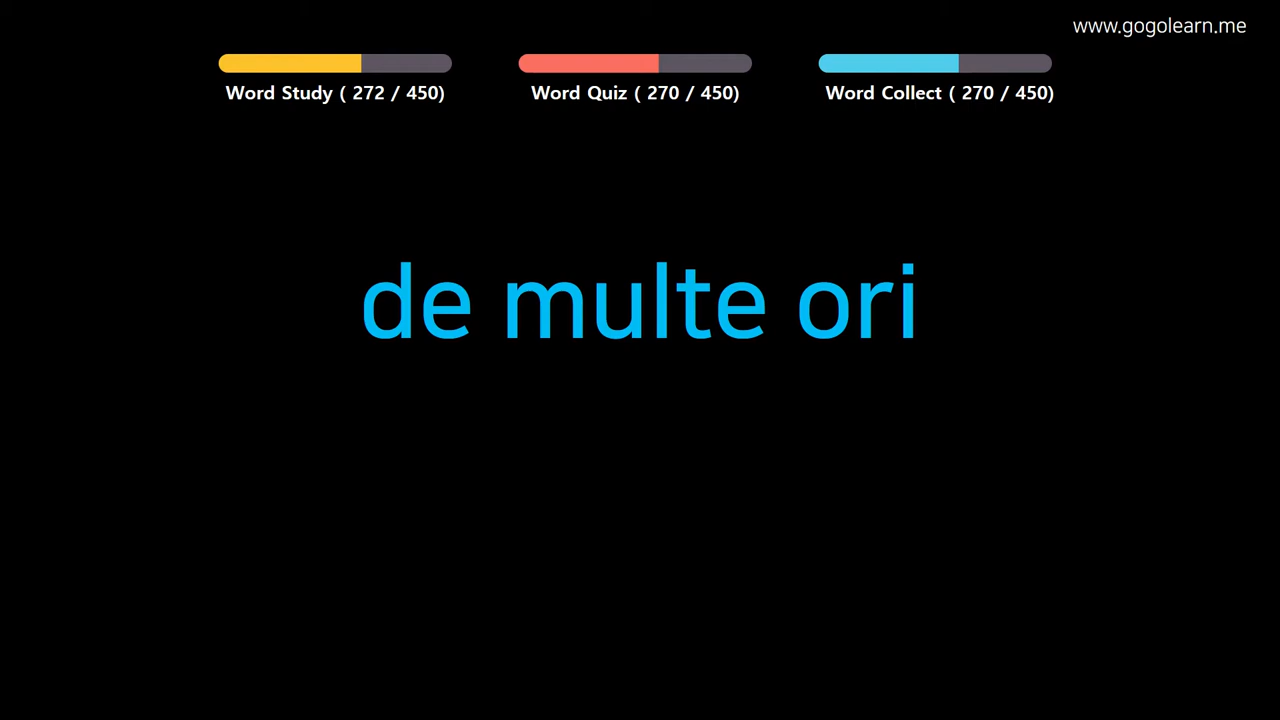 www.gogolearn.me
Word Study ( 272 / 450) Word Quiz ( 270 / 450) Word Collect ( 270 / 450)
de multe ori